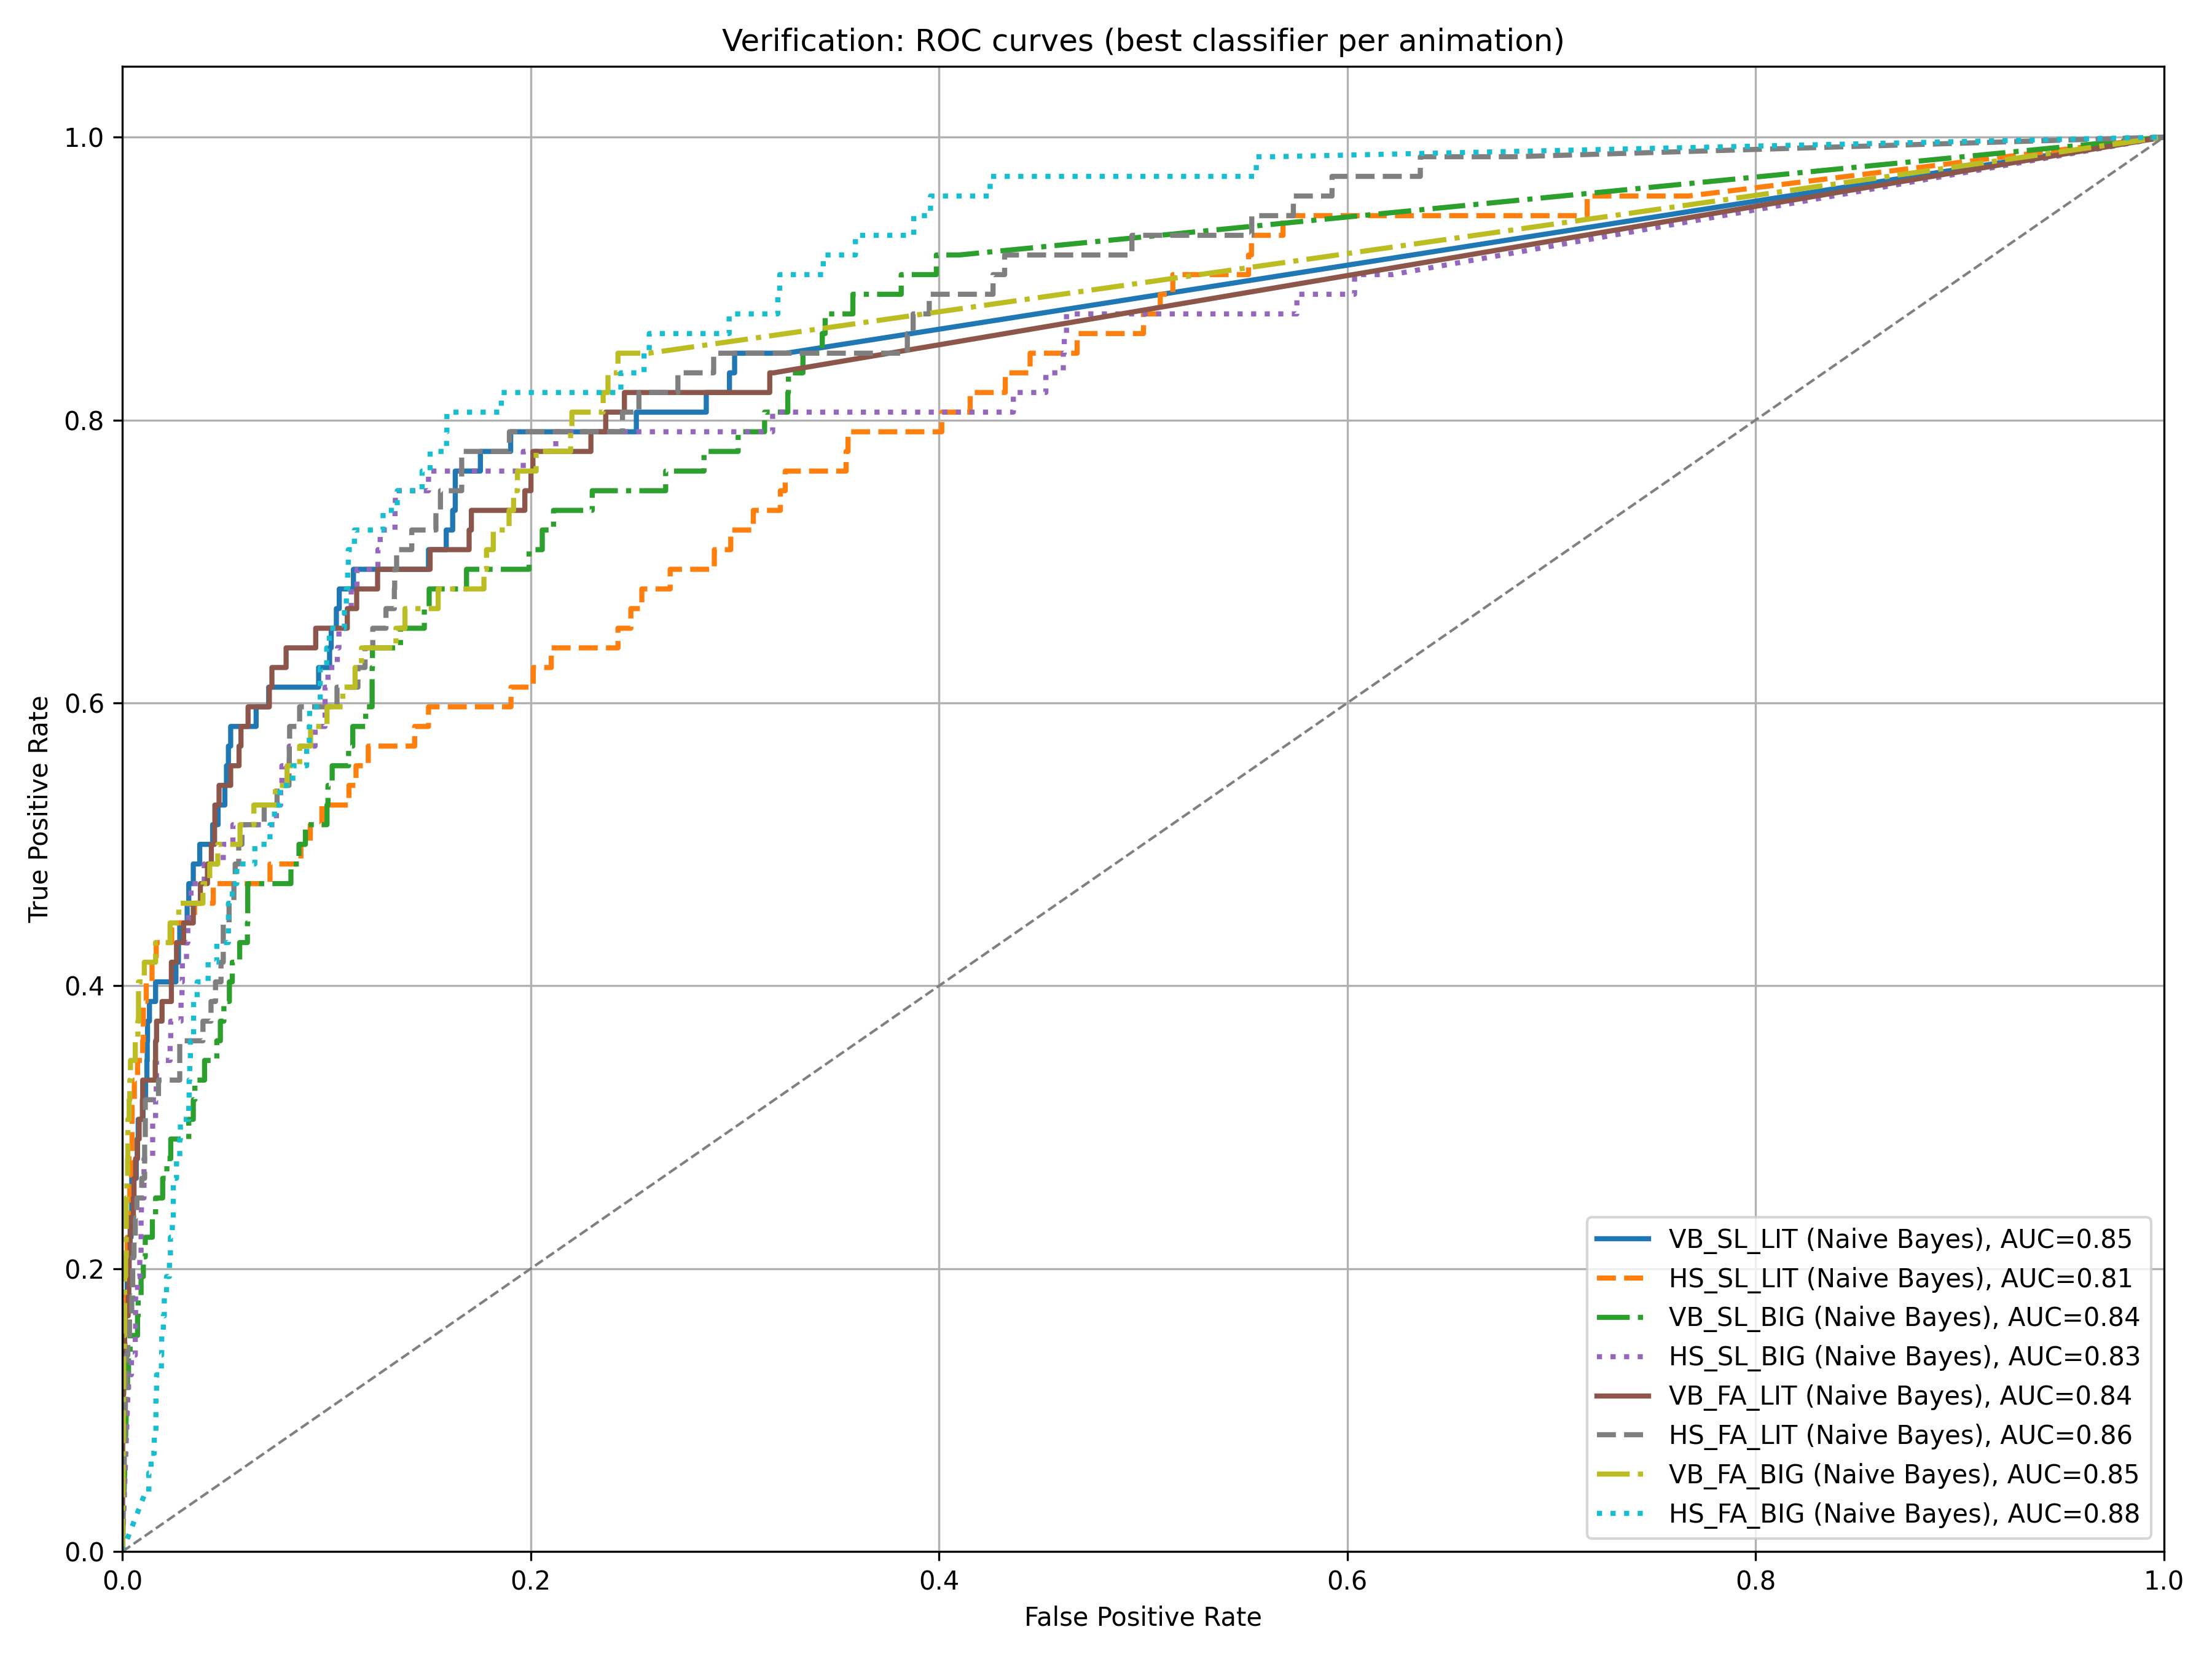 Verification: ROC curves (best classifier per animation)
1.0
0.8
0.6
0.4
0.2
0.0
True Positive Rate
0.0 0.2 0.4 0.6 0.8 1.0
False Positive Rate
VB_SL_LIT (Naive Bayes), AUC=0.85
HS_SL_LIT (Naive Bayes), AUC=0.81
VB_SL_BIG (Naive Bayes), AUC=0.84
HS_SL_BIG (Naive Bayes), AUC=0.83
VB_FA_LIT (Naive Bayes), AUC=0.84
HS_FA_LIT (Naive Bayes), AUC=0.86
VB_FA_BIG (Naive Bayes), AUC=0.85
HS_FA_BIG (Naive Bayes), AUC=0.88